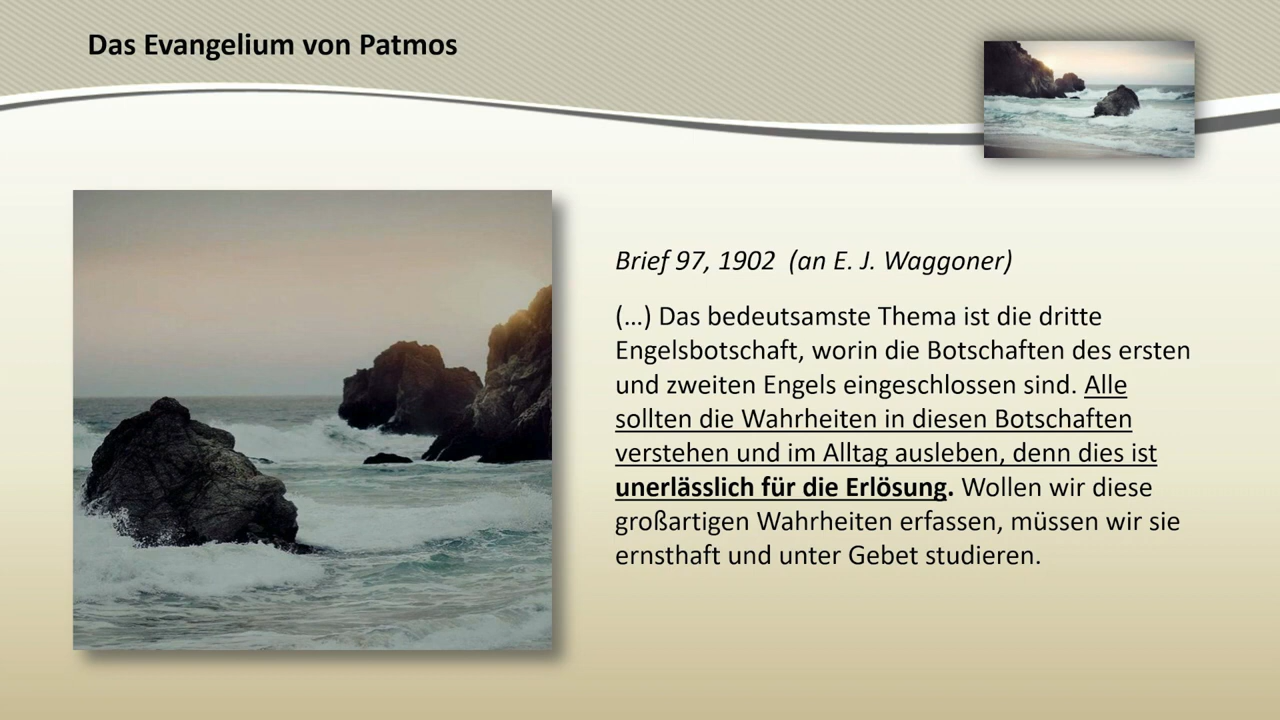 Das Evangelium von Patmos
Brief 97, 1902 (an E. J. Waggoner)
(...) Das bedeutsamste Thema ist die dritte
Engelsbotschaft, worin die Botschaften des ersten
und zweiten Engels eingeschlossen sind. Alle
sollten die Wahrheiten in diesen Botschaften
verstehen und im Alltag ausleben, denn dies ist
unerlässlich für die Erlösung. Wollen wir diese
großartigen Wahrheiten erfassen, müssen wir sie
ernsthaft und unter Gebet studieren.